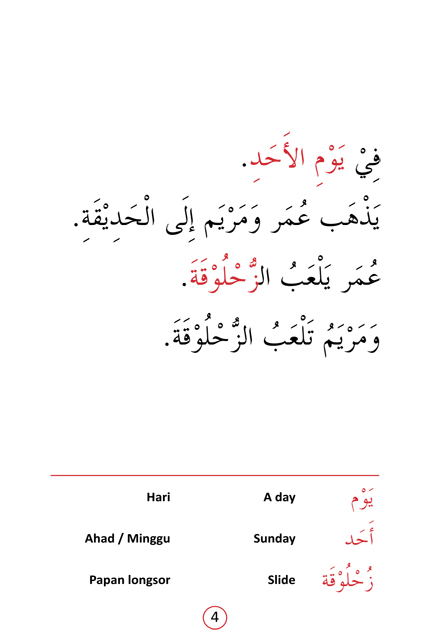 فِيْ يَوْمِ الأَحَدِ.
يَذْهَب عُمَر وَمَرْيَم إِلَى الْحَدِيْقَةِ.
عُمَر يَلْعَبُ الزُّحْلُوْقَةَ.
وَمَرْيَمُ تَلْعَبُ الزُّحْلُوْقَةَ.
Hari A day يَوْم
Ahad / Minggu Sunday أَحَد
Papan longsor Slide زُحْلُوْقَة
4